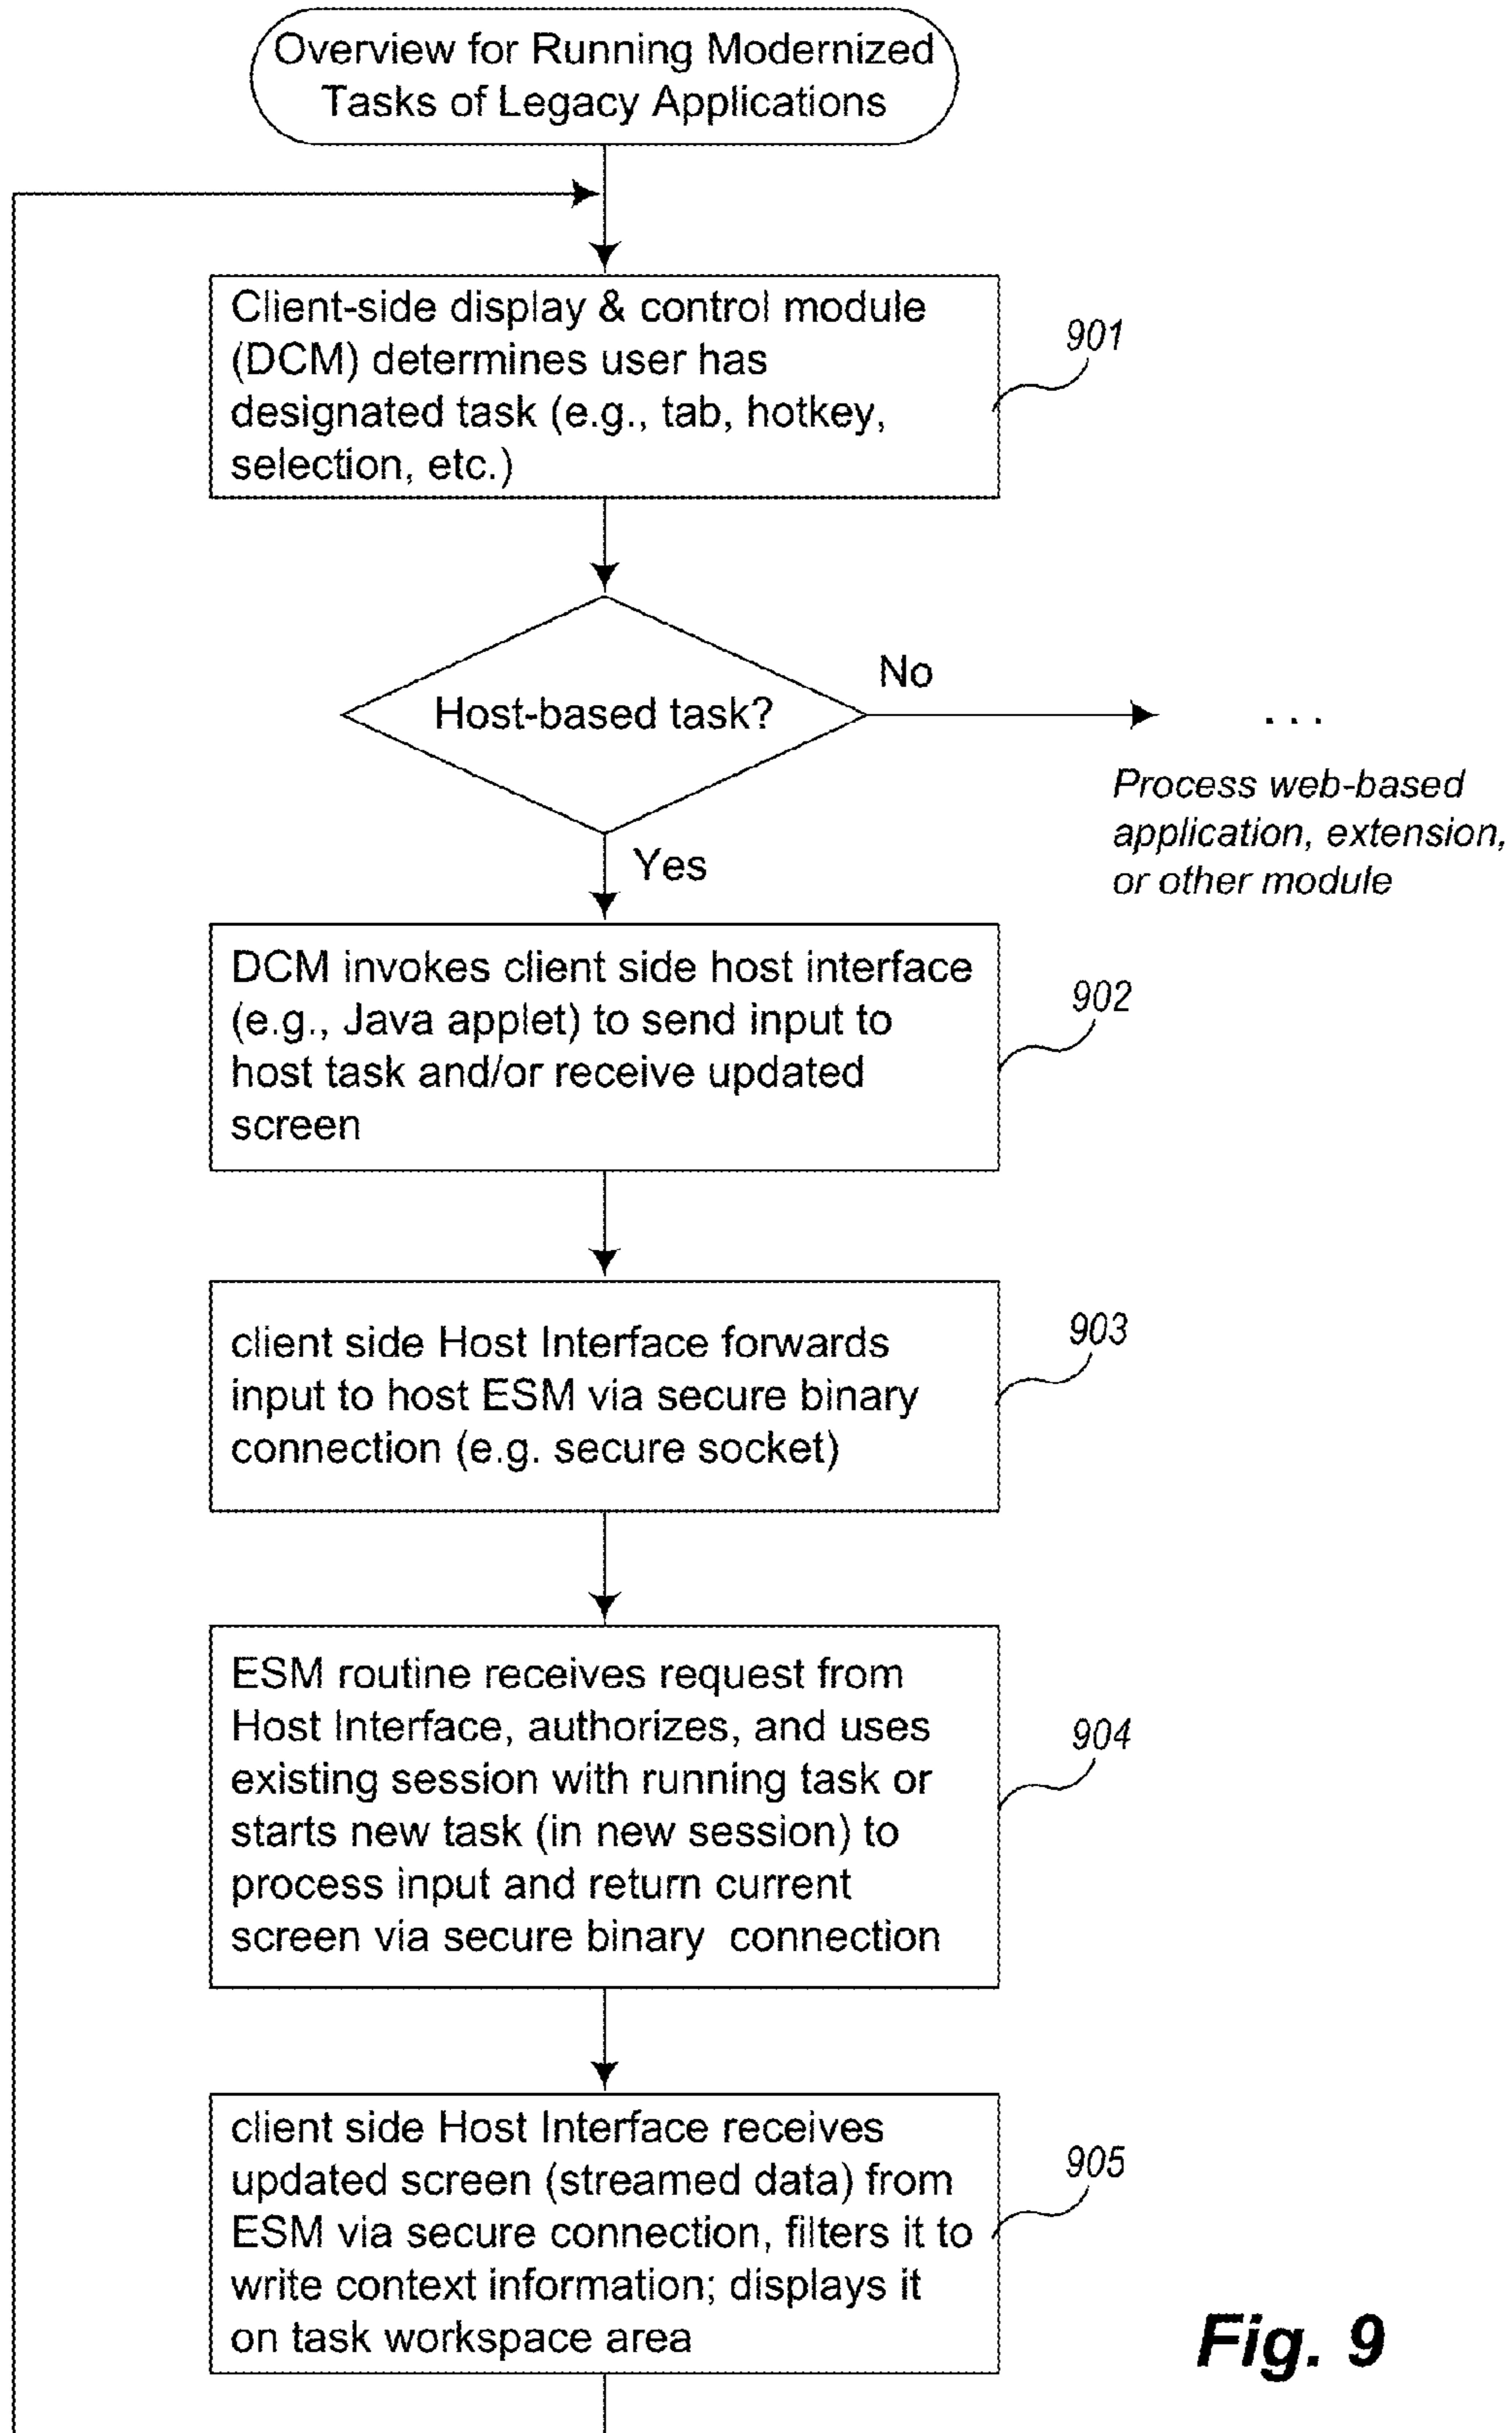 Overview for Running Modernized
Tasks of Legacy Applications
Client-side display & control module
(DCM) determines user has
designated task (e.g., tab, hotkey,
selection, etc.)
901
Host-based task?
No
. . .
Process web-based
application, extension,
or other module
Yes
DCM invokes client side host interface
(e.g., Java applet) to send input to
host task and/or receive updated
screen
902
client side Host Interface forwards
input to host ESM via secure binary
connection (e.g. secure socket)
903
ESM routine receives request from
Host Interface, authorizes, and uses
existing session with running task or
starts new task (in new session) to
process input and return current
screen via secure binary connection
904
client side Host Interface receives
updated screen (streamed data) from
ESM via secure connection, filters it to
write context information; displays it
on task workspace area
905
Fig. 9